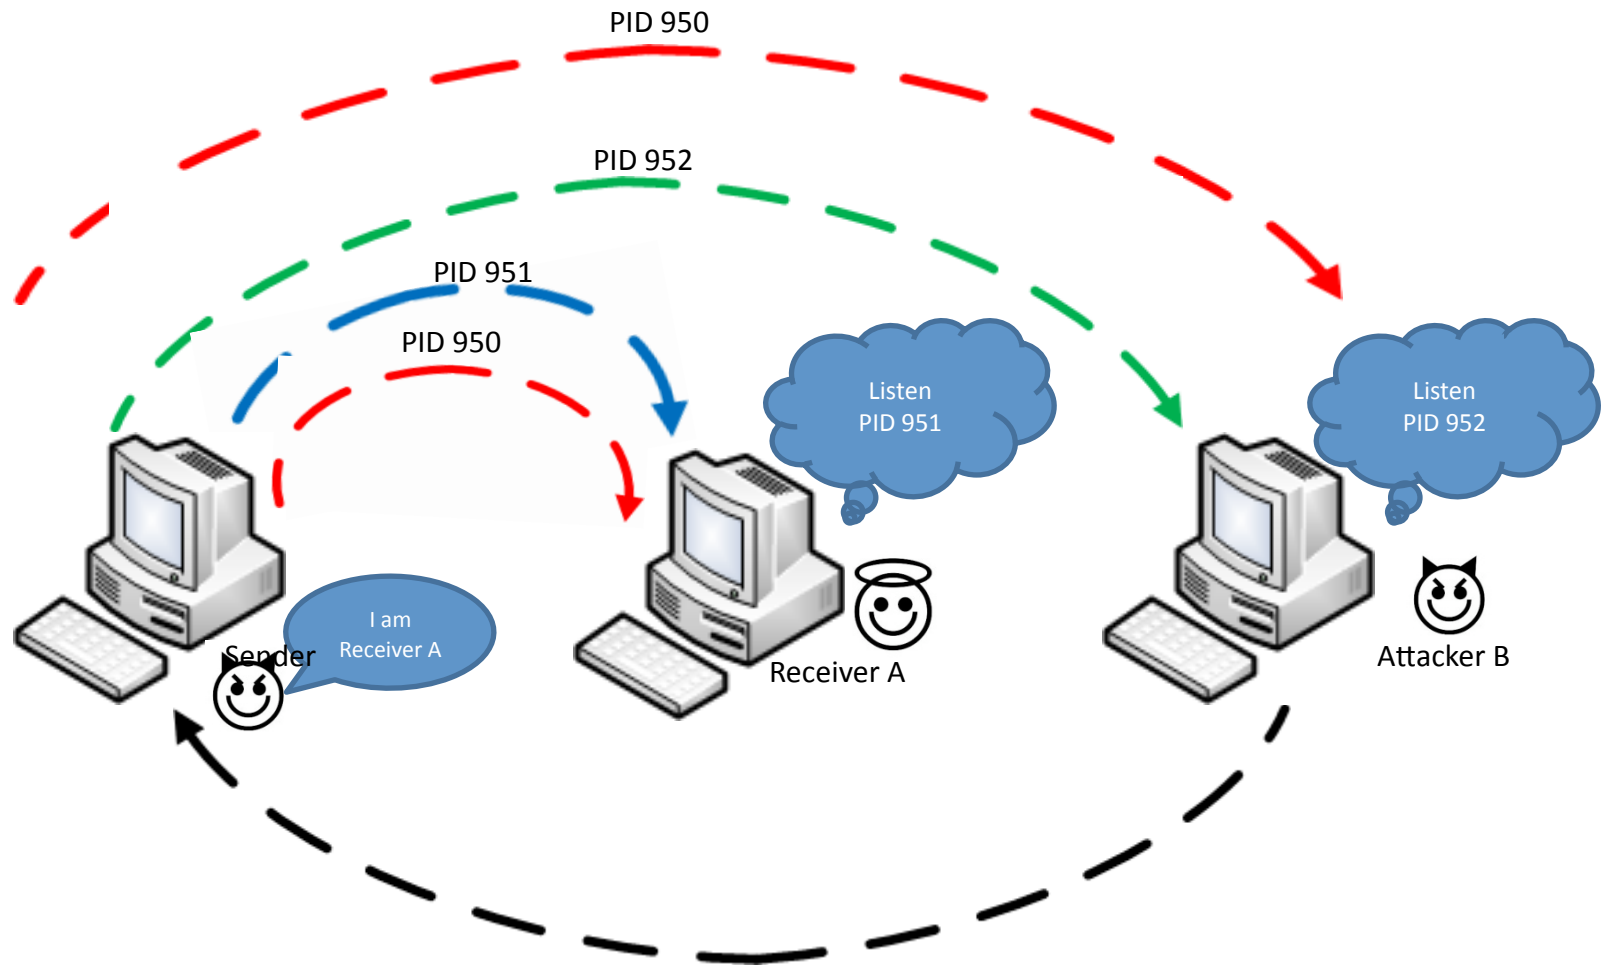 PID 950
PID 952
PID 951
PID 950
Listen
PID 951
Listen
PID 952
I am
Receiver A
Sender
Receiver A
Attacker B